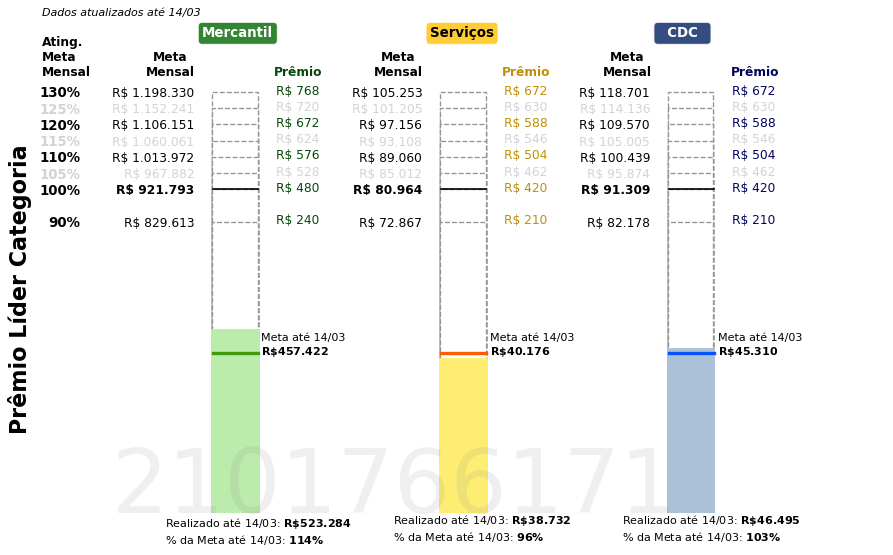 Dados atualizados até 14/03
Mercantil Serviços CDC
Ating. Meta Mensal Meta Mensal Prêmio Meta Mensal Prêmio Meta Mensal Prêmio
130% R$ 1.198.330 R$ 768 R$ 105.253 R$ 672 R$ 118.701 R$ 672
125% R$ 1.152.241 R$ 720 R$ 101.205 R$ 630 R$ 114.136 R$ 630
120% R$ 1.106.151 R$ 672 R$ 97.156 R$ 588 R$ 109.570 R$ 588
115% R$ 1.060.061 R$ 624 R$ 93.108 R$ 546 R$ 105.005 R$ 546
110% R$ 1.013.972 R$ 576 R$ 89.060 R$ 504 R$ 100.439 R$ 504
105% R$ 967.882 R$ 528 R$ 85.012 R$ 462 R$ 95.874 R$ 462
100% R$ 921.793 R$ 480 R$ 80.964 R$ 420 R$ 91.309 R$ 420
90% R$ 829.613 R$ 240 R$ 72.867 R$ 210 R$ 82.178 R$ 210
Prêmio Líder Categoria
Meta até 14/03 Meta até 14/03 Meta até 14/03
R$457.422 R$40.176 R$45.310
2101766171
Realizado até 14/03: R$523.284 Realizado até 14/03: R$38.732 Realizado até 14/03: R$46.495
% da Meta até 14/03: 114% % da Meta até 14/03: 96% % da Meta até 14/03: 103%